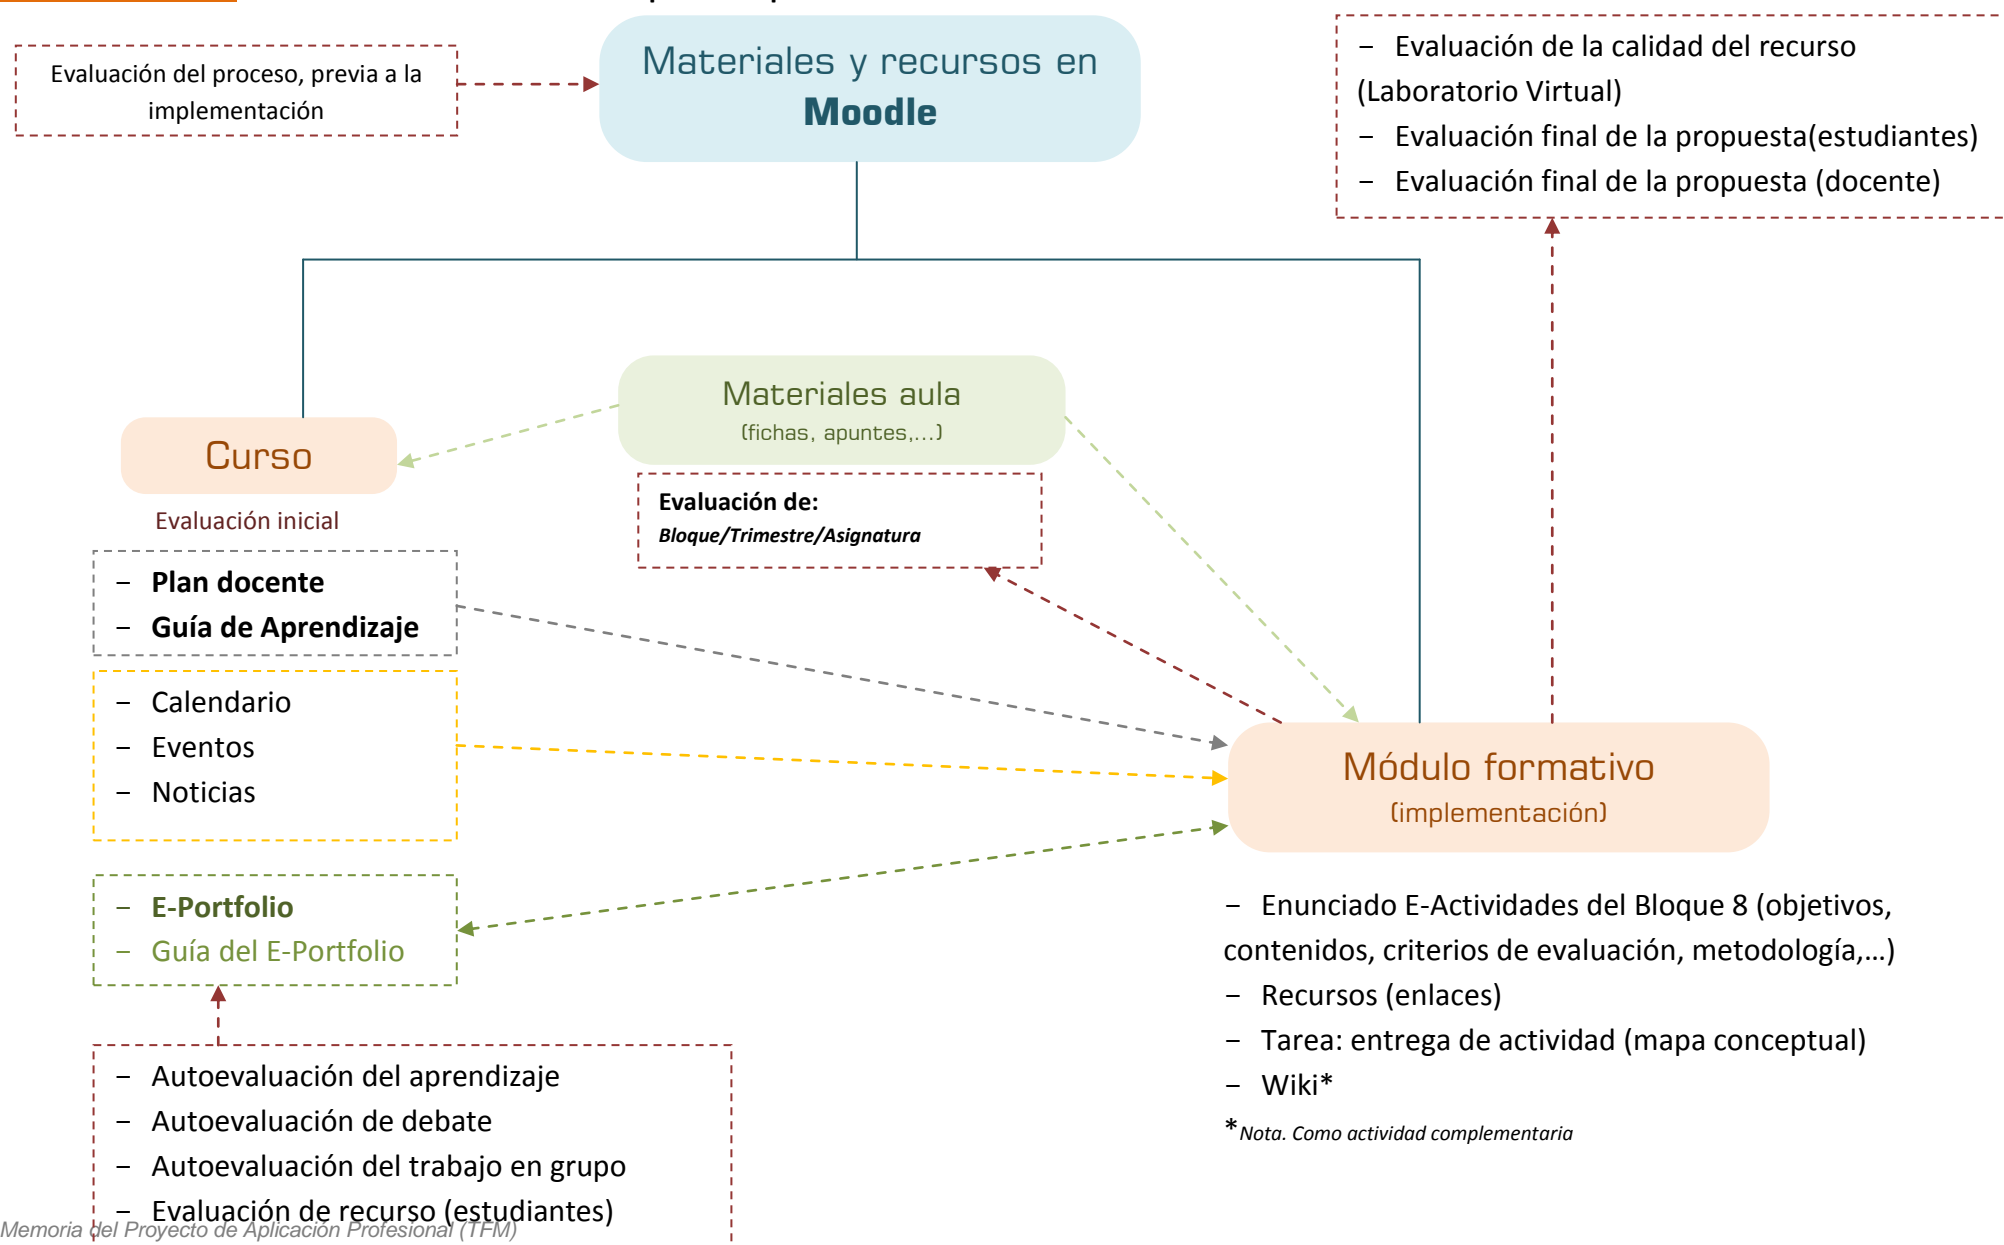 Evaluación del proceso, previa a la
implementación
Materiales y recursos en
Moodle
– Evaluación de la calidad del recurso
(Laboratorio Virtual)
– Evaluación final de la propuesta(estudiantes)
– Evaluación final de la propuesta (docente)
Materiales aula
(fichas, apuntes,...)
Evaluación de:
Bloque/Trimestre/Asignatura
Curso
Evaluación inicial
– Plan docente
– Guía de Aprendizaje
– Calendario
– Eventos
– Noticias
– E-Portfolio
– Guía del E-Portfolio
– Autoevaluación del aprendizaje
– Autoevaluación de debate
– Autoevaluación del trabajo en grupo
– Evaluación de recurso (estudiantes)
Módulo formativo
(implementación)
– Enunciado E-Actividades del Bloque 8 (objetivos,
contenidos, criterios de evaluación, metodología,...)
– Recursos (enlaces)
– Tarea: entrega de actividad (mapa conceptual)
– Wiki*
*Nota. Como actividad complementaria
Memoria del Proyecto de Aplicación Profesional (TFM)